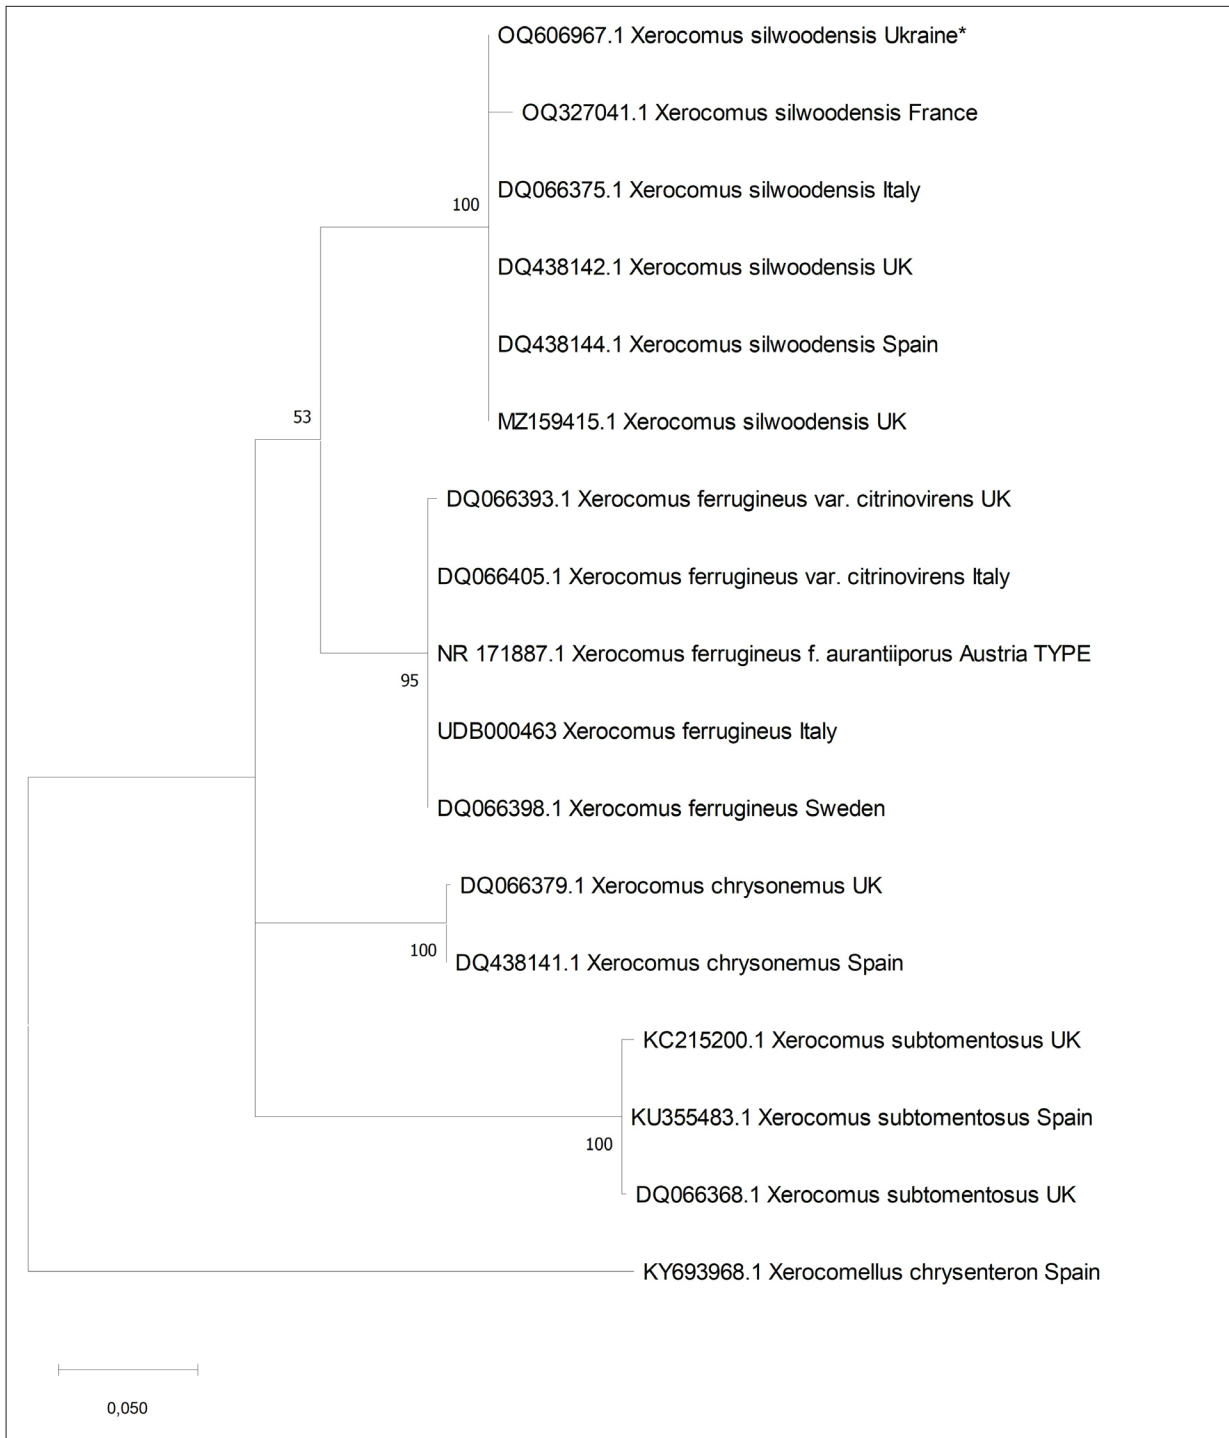 OQ606967.1 Xerocomus silwoodensis Ukraine*
OQ327041.1 Xerocomus silwoodensis France
DQ066375.1 Xerocomus silwoodensis Italy
100
DQ438142.1 Xerocomus silwoodensis UK
DQ438144.1 Xerocomus silwoodensis Spain
53
MZ159415.1 Xerocomus silwoodensis UK
DQ066393.1 Xerocomus ferrugineus var. citrinovirens UK
DQ066405.1 Xerocomus ferrugineus var. citrinovirens Italy
NR 171887.1 Xerocomus ferrugineus f. aurantiiporus Austria TYPE
95
UDB000463 Xerocomus ferrugineus Italy
DQ066398.1 Xerocomus ferrugineus Sweden
DQ066379.1 Xerocomus chrysonemus UK
100
DQ438141.1 Xerocomus chrysonemus Spain
KC215200.1 Xerocomus subtomentosus UK
KU355483.1 Xerocomus subtomentosus Spain
100
DQ066368.1 Xerocomus subtomentosus UK
KY693968.1 Xerocomellus chrysenteron Spain
0,050